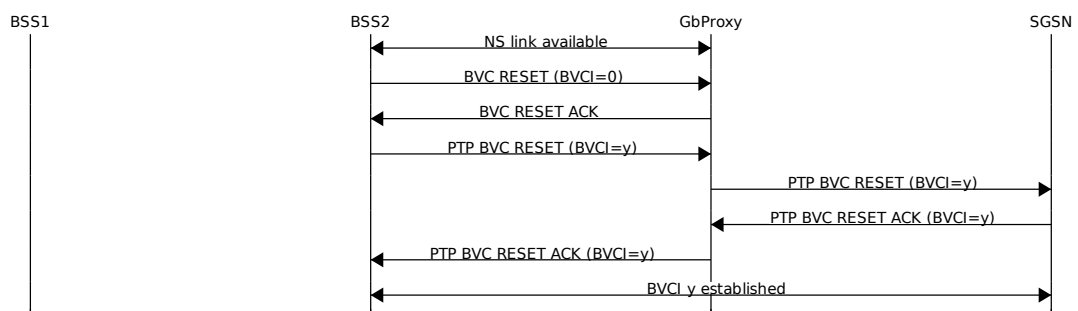 BSS1 BSS2 GbProxy SGSN
NS link available
BVC RESET (BVCI=0)
BVC RESET ACK
PTP BVC RESET (BVCI=y)
PTP BVC RESET (BVCI=y)
PTP BVC RESET ACK (BVCI=y)
PTP BVC RESET ACK (BVCI=y)
BVCI y established